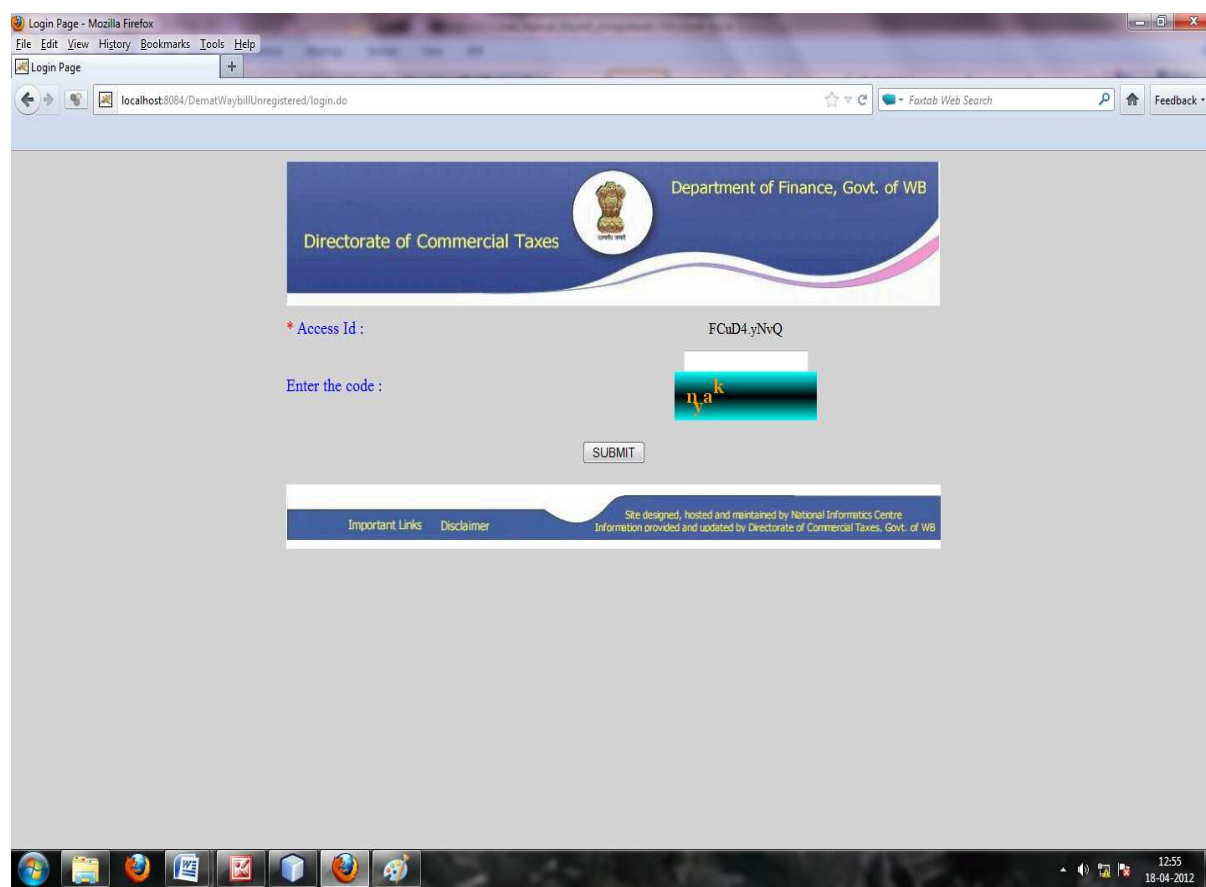 Login Page - Mozilla Firefox
File Edit View History Bookmarks Tools Help
Login Page +
localhost:8084/DematWaybillUnregistered/login.do
Foxtab Web Search
Feedback
Department of Finance, Govt. of WB
Directorate of Commercial Taxes
* Access Id : FCuD4.yNvQ
Enter the code :
nyak
SUBMIT
Important Links Disclaimer
Site designed, hosted and maintained by National Informatics Centre
Information provided and updated by Directorate of Commercial Taxes, Govt. of WB
12:55
18-04-2012